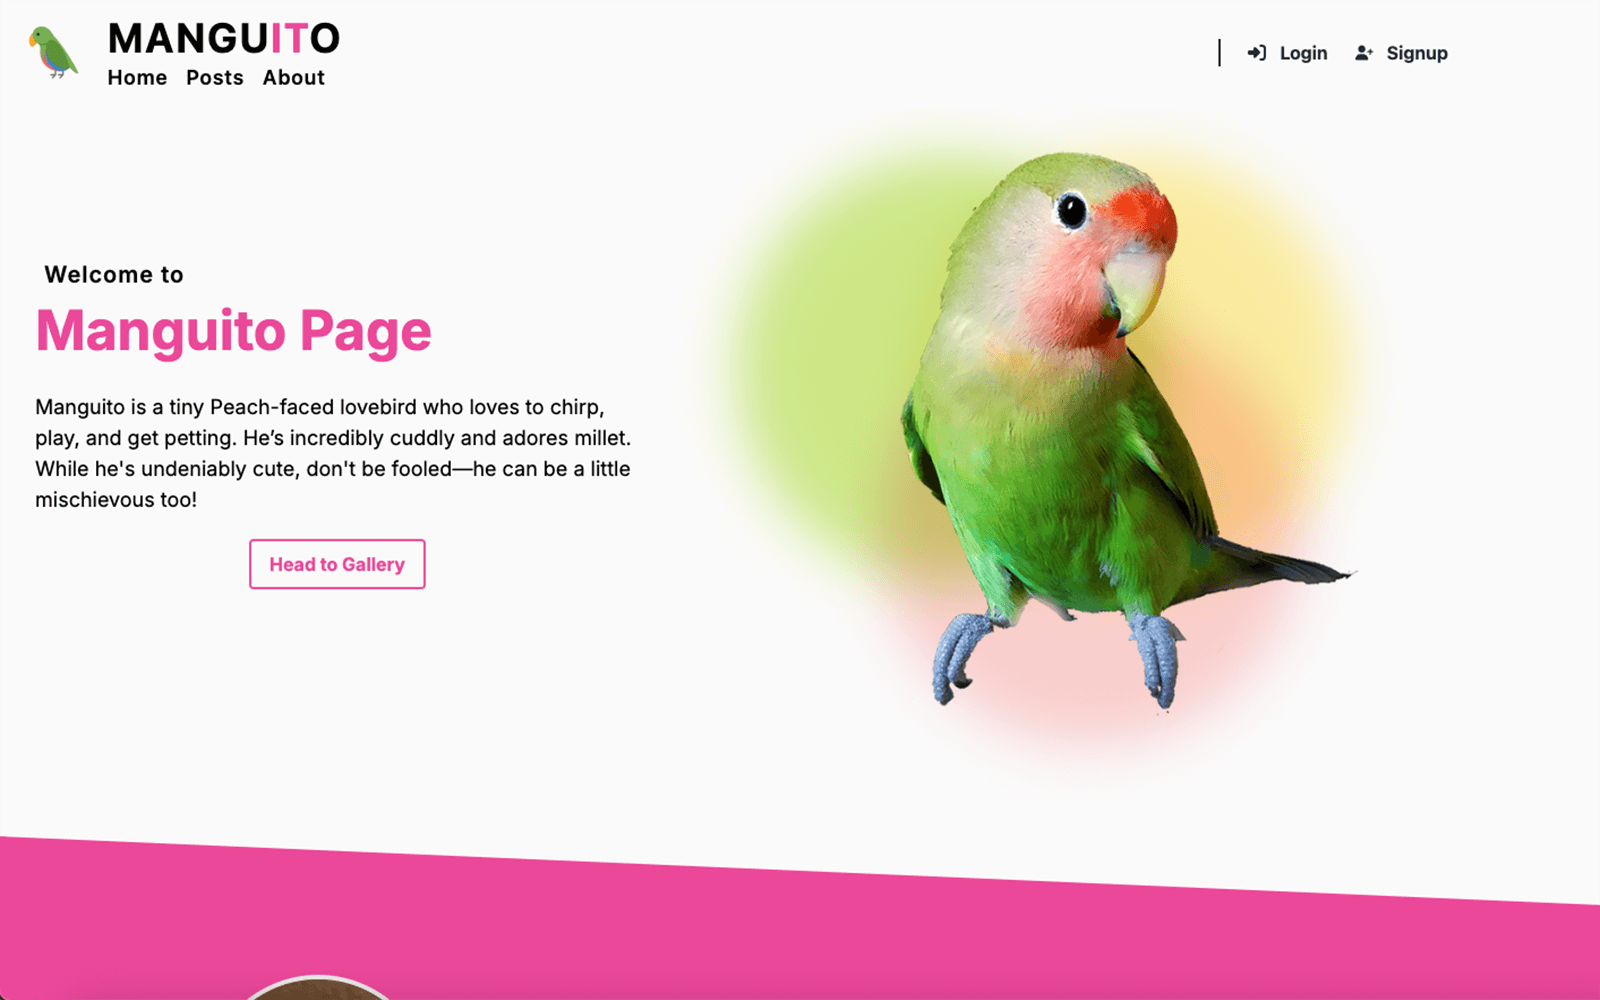 MANGUITO
Home Posts About
Login Signup
Welcome to
Manguito Page
Manguito is a tiny Peach-faced lovebird who loves to chirp,
play, and get petting. He’s incredibly cuddly and adores millet.
While he's undeniably cute, don't be fooled—he can be a little
mischievous too!
Head to Gallery